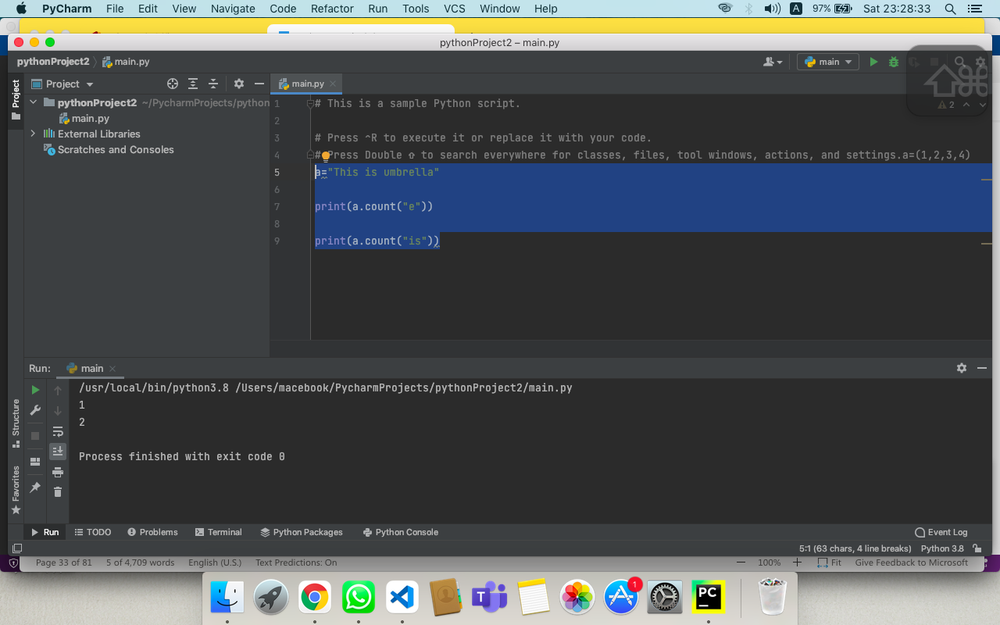 PyCharm File Edit View Navigate Code Refactor Run Tools VCS Window Help A 97% Sat 23:28:33
pythonProject2 – main.py
pythonProject2 main.py main
Project main.py
pythonProject2 ~/PycharmProjects/python
main.py
External Libraries
Scratches and Consoles
Project
2
1 # This is a sample Python script.
2
3 # Press ^R to execute it or replace it with your code.
4 # Press Double ⇧ to search everywhere for classes, files, tool windows, actions, and settings.a=(1,2,3,4)
5 a="This is umbrella"
6
7 print(a.count("e"))
8
9 print(a.count("is"))
Run: main
/usr/local/bin/python3.8 /Users/macebook/PycharmProjects/pythonProject2/main.py
1
2
Process finished with exit code 0
Structure
Favorites
Run TODO Problems Terminal Python Packages Python Console Event Log
5:1 (63 chars, 4 line breaks) Python 3.8
Page 33 of 81 5 of 4,709 words English (U.S.) Text Predictions: On 100% Fit Give Feedback to Microsoft
T 1 PC